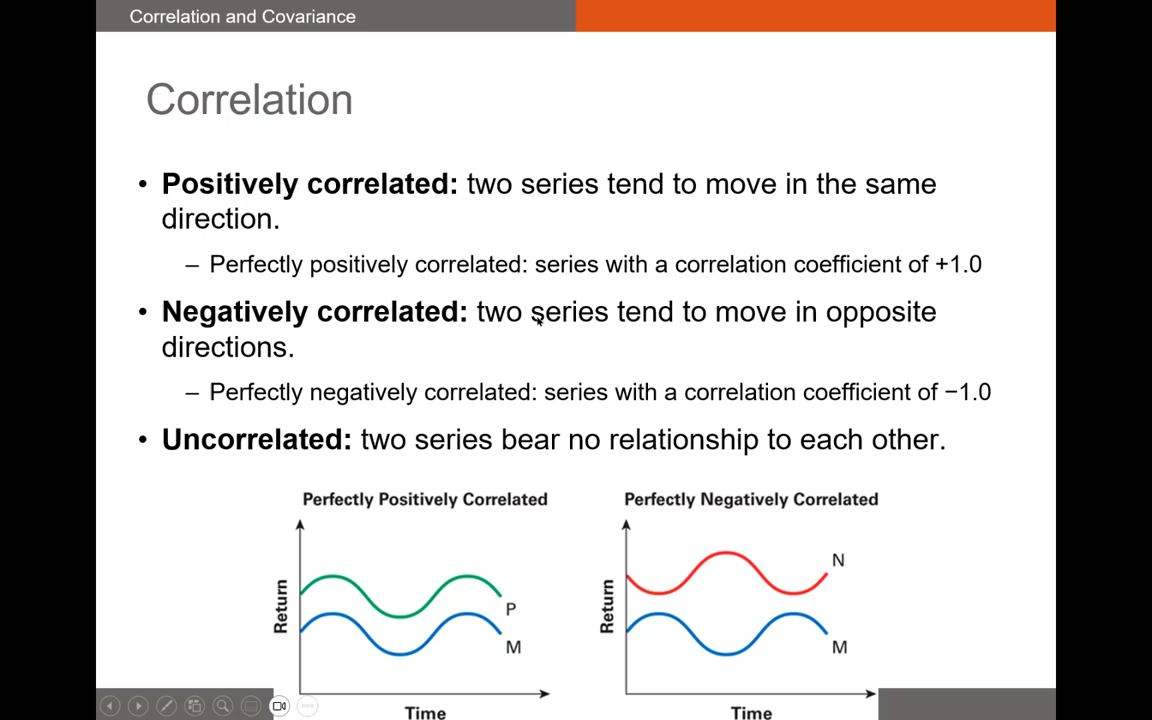 Correlation and Covariance
Correlation
• Positively correlated: two series tend to move in the same
direction.
– Perfectly positively correlated: series with a correlation coefficient of +1.0
• Negatively correlated: two series tend to move in opposite
directions.
– Perfectly negatively correlated: series with a correlation coefficient of −1.0
• Uncorrelated: two series bear no relationship to each other.
Perfectly Positively Correlated
Return
P
M
Time
Perfectly Negatively Correlated
Return
N
M
Time